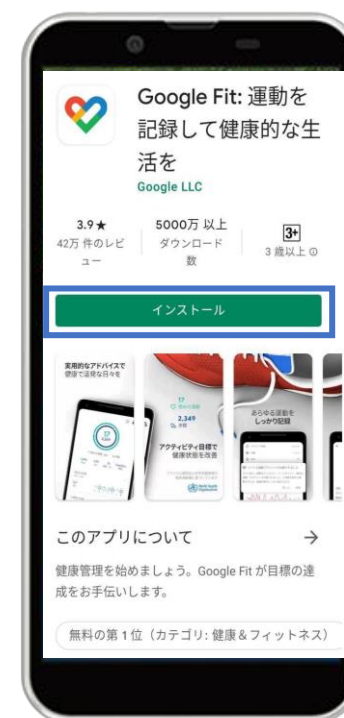 Google Fit: 運動を
記録して健康的な生
活を
Google LLC
3.9★
42万 件のレビ
ュー
5000万 以上
ダウンロード
数
3+
3 歳以上
インストール
実用的なアドバイスで
健康で活発な日々を
17
17
2,349
アクティビティ目標で
健康状態を改善
あらゆる運動を
しっかり記録
このアプリについて →
健康管理を始めましょう。Google Fit が目標の達
成をお手伝いします。
無料の第 1 位（カテゴリ: 健康＆フィットネス）